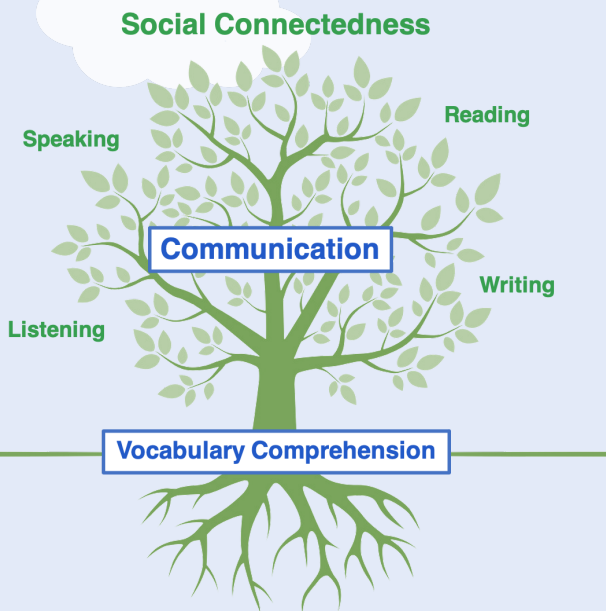 Social Connectedness
Reading
Speaking
Communication
Writing
Listening
Vocabulary Comprehension